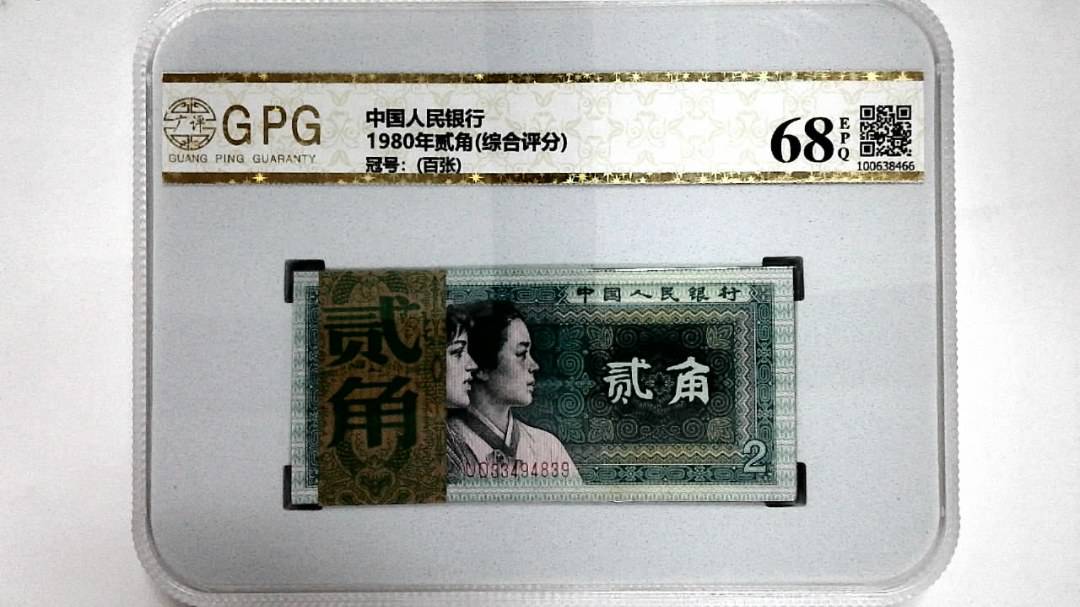 广评
GPG
GUANG PING GUARANTY
中国人民银行
1980年贰角(综合评分)
冠号：(百张)
68
EPQ
100638466
中国人民银行
贰角
贰角
UO33494839
2